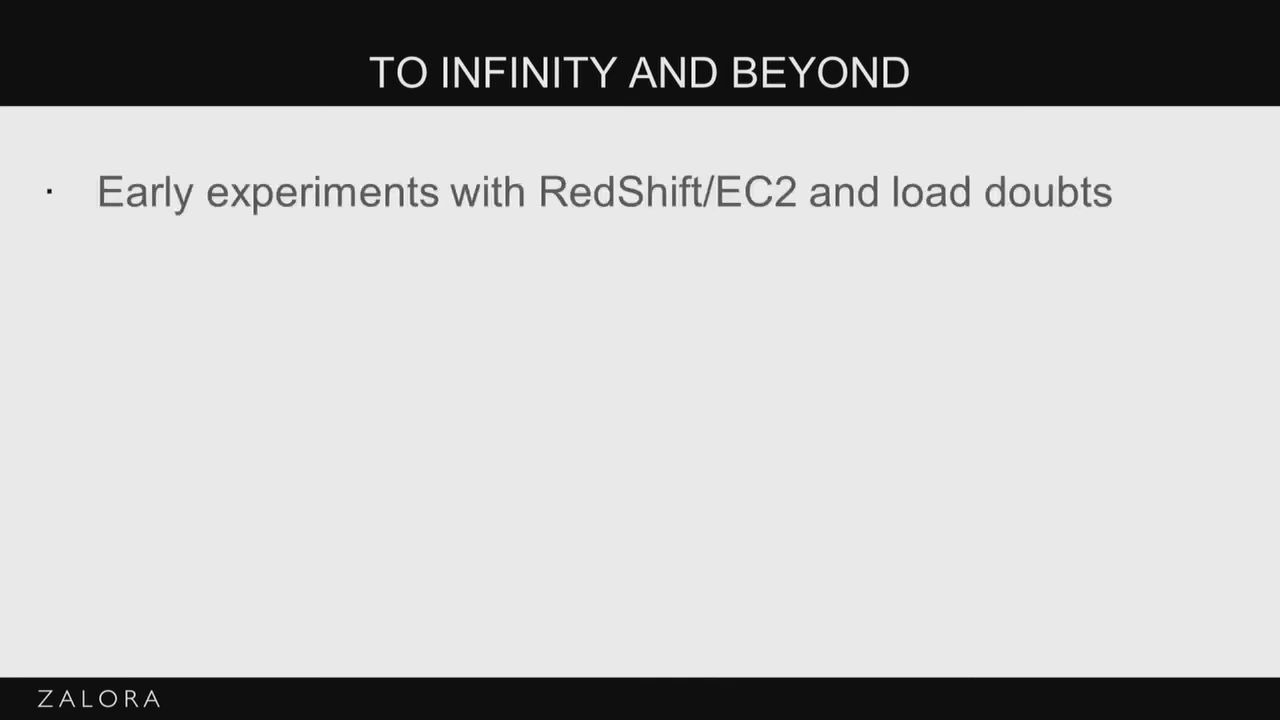 TO INFINITY AND BEYOND
· Early experiments with RedShift/EC2 and load doubts
ZALORA